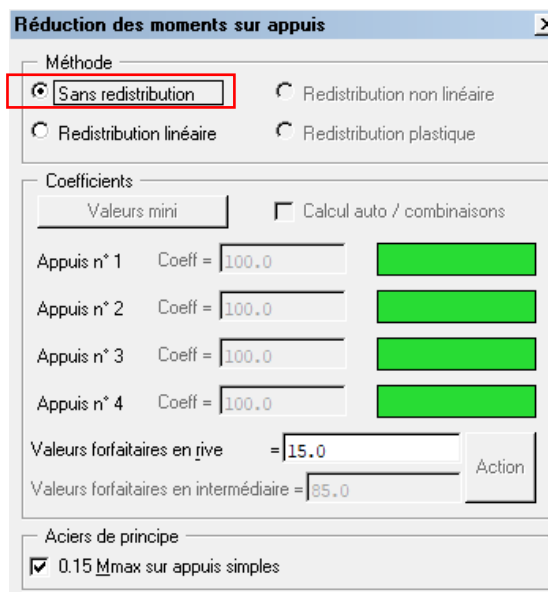 Réduction des moments sur appuis
Méthode
Sans redistribution
Redistribution non linéaire
Redistribution linéaire
Redistribution plastique
Coefficients
Valeurs mini
Calcul auto / combinaisons
Appuis n° 1 Coeff = 100.0
Appuis n° 2 Coeff = 100.0
Appuis n° 3 Coeff = 100.0
Appuis n° 4 Coeff = 100.0
Valeurs forfaitaires en rive = 15.0
Action
Valeurs forfaitaires en intermédiaire = 85.0
Aciers de principe
0.15 Mmax sur appuis simples